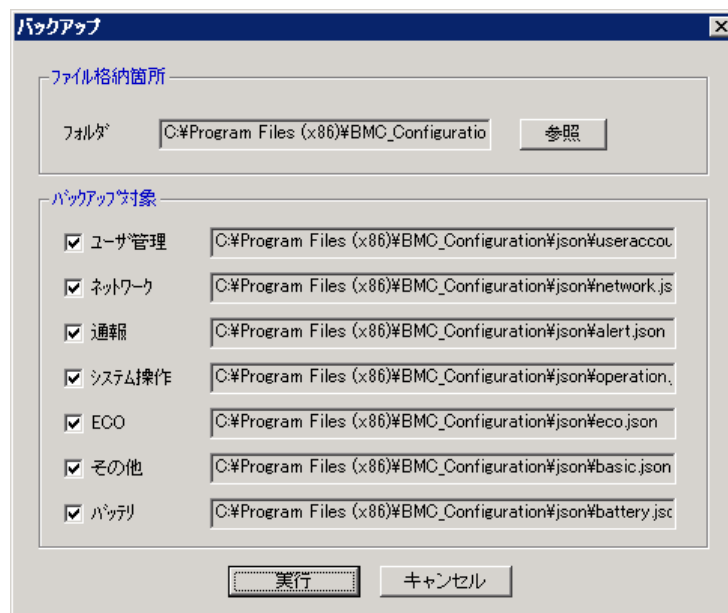 バックアップ
ファイル格納箇所
フォルダ C:¥Program Files (x86)¥BMC_Configuratio 参照
バックアップ対象
ユーザ管理 C:¥Program Files (x86)¥BMC_Configuration¥json¥useraccou
ネットワーク C:¥Program Files (x86)¥BMC_Configuration¥json¥network.js
通報 C:¥Program Files (x86)¥BMC_Configuration¥json¥alert.json
システム操作 C:¥Program Files (x86)¥BMC_Configuration¥json¥operation.
ECO C:¥Program Files (x86)¥BMC_Configuration¥json¥eco.json
その他 C:¥Program Files (x86)¥BMC_Configuration¥json¥basic.json
バッテリ C:¥Program Files (x86)¥BMC_Configuration¥json¥battery.jsc
実行 キャンセル